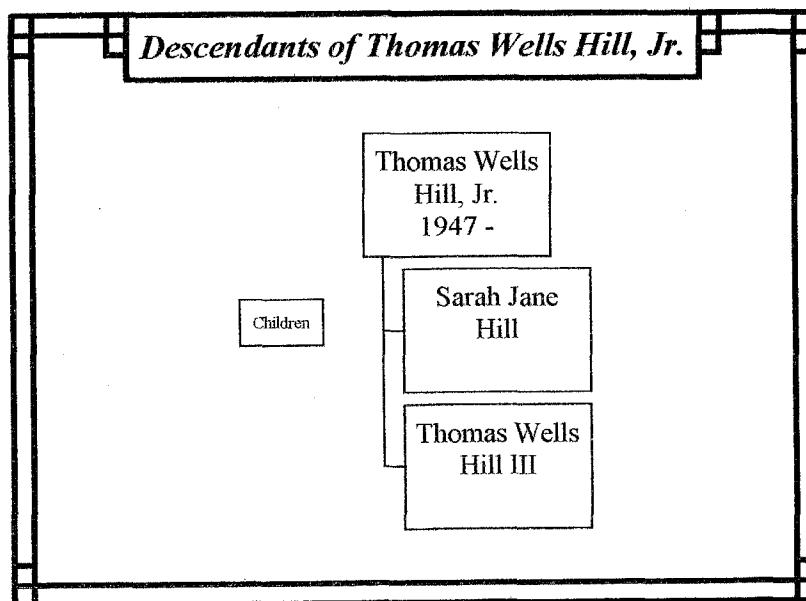 Descendants of Thomas Wells Hill, Jr.
Thomas Wells
Hill, Jr.
1947 -
Children
Sarah Jane
Hill
Thomas Wells
Hill III